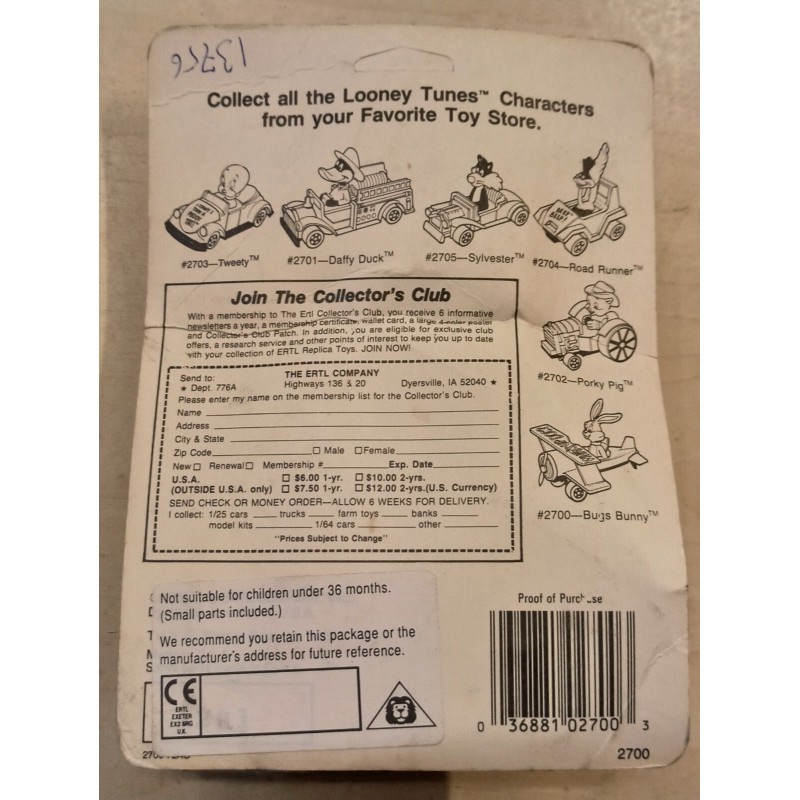 13756
Collect all the Looney Tunes™ Characters
from your Favorite Toy Store.
#2703—Tweety™
#2701—Daffy Duck™
#2705—Sylvester™
#2704—Road Runner™
#2702—Porky Pig™
#2700—Bugs Bunny™
Join The Collector's Club
With a membership to The Ertl Collector's Club, you receive 6 informative
newsletters a year, a membership certificate, wallet card, a large 2-color poster
and Collector's Club Patch. In addition, you are eligible for exclusive club
offers, a research service and other points of interest to keep you up to date
with your collection of ERTL Replica Toys. JOIN NOW!
Send to: THE ERTL COMPANY
★ Dept. 776A Highways 136 & 20 Dyersville, IA 52040 ★
Please enter my name on the membership list for the Collector's Club.
Name
Address
City & State
Zip Code □ Male □ Female
New □ Renewal □ Membership # Exp. Date
U.S.A. □ $6.00 1-yr. □ $10.00 2-yrs.
(OUTSIDE U.S.A. only) □ $7.50 1-yr. □ $12.00 2-yrs. (U.S. Currency)
SEND CHECK OR MONEY ORDER—ALLOW 6 WEEKS FOR DELIVERY.
I collect: 1/25 cars trucks farm toys banks
model kits 1/64 cars other
"Prices Subject to Change"
Not suitable for children under 36 months.
(Small parts included.)
We recommend you retain this package or the
manufacturer's address for future reference.
CE
ERTL
EXETER
EX2 8RG
U.K.
Proof of Purchase
0 36881 02700 3
2700